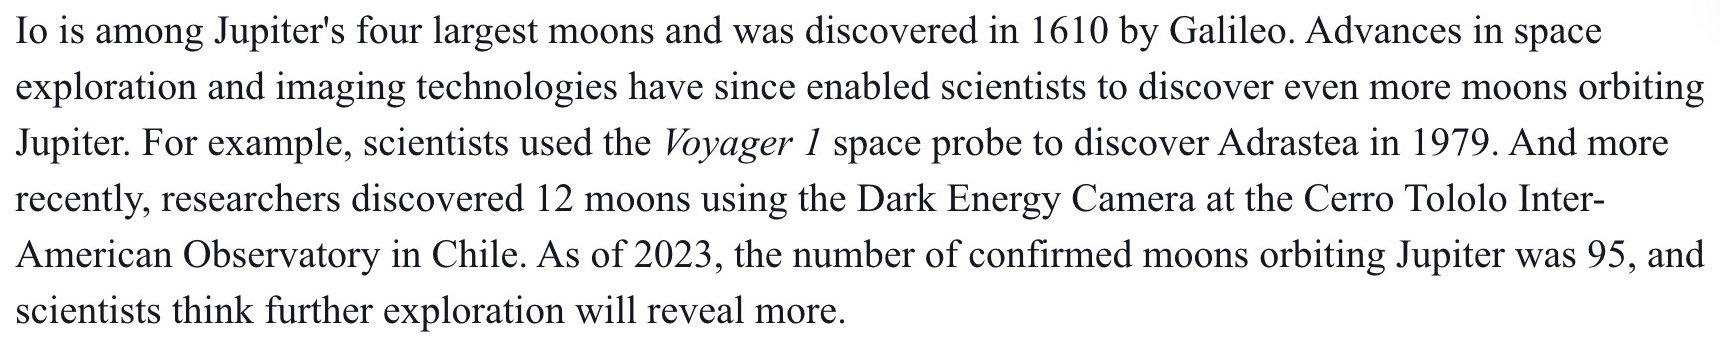 Io is among Jupiter's four largest moons and was discovered in 1610 by Galileo. Advances in space
exploration and imaging technologies have since enabled scientists to discover even more moons orbiting
Jupiter. For example, scientists used the Voyager 1 space probe to discover Adrastea in 1979. And more
recently, researchers discovered 12 moons using the Dark Energy Camera at the Cerro Tololo Inter-
American Observatory in Chile. As of 2023, the number of confirmed moons orbiting Jupiter was 95, and
scientists think further exploration will reveal more.